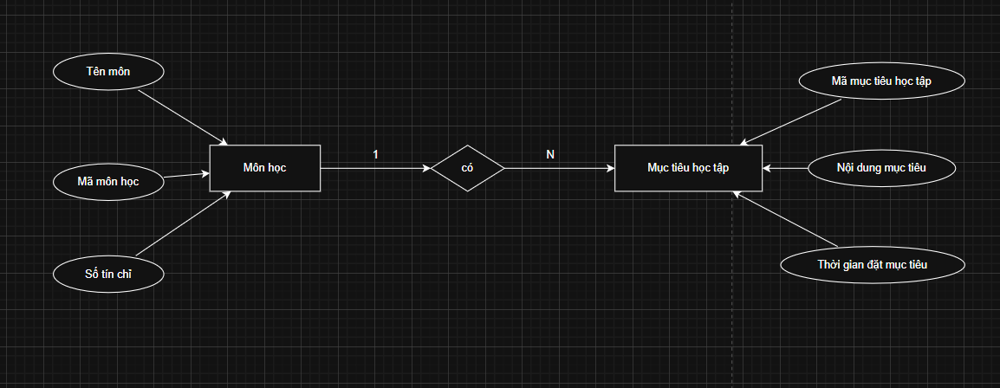 Tên môn
Mã môn học
Số tín chỉ
Môn học
1
có
N
Mục tiêu học tập
Mã mục tiêu học tập
Nội dung mục tiêu
Thời gian đặt mục tiêu